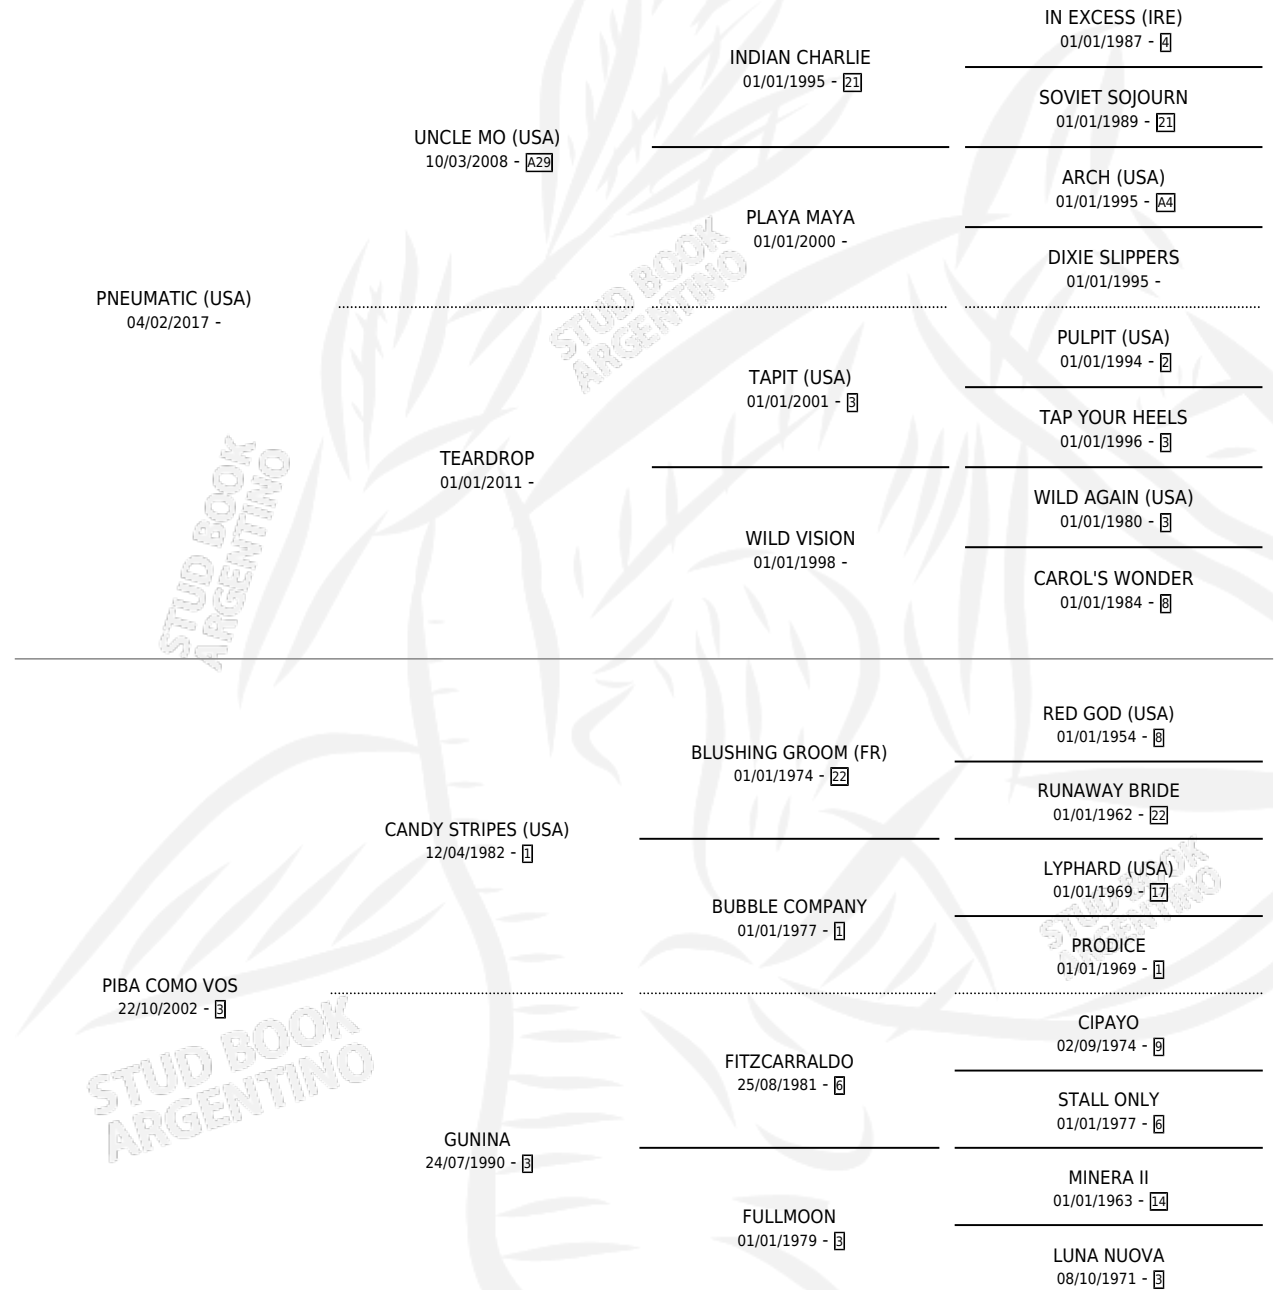 IN EXCESS (IRE)
01/01/1987 - 4
INDIAN CHARLIE
01/01/1995 - 21
SOVIET SOJOURN
01/01/1989 - 21
UNCLE MO (USA)
10/03/2008 - A29
ARCH (USA)
01/01/1995 - A4
PLAYA MAYA
01/01/2000 -
DIXIE SLIPPERS
01/01/1995 -
PNEUMATIC (USA)
04/02/2017 -
PULPIT (USA)
01/01/1994 - 2
TAPIT (USA)
01/01/2001 - 3
TAP YOUR HEELS
01/01/1996 - 3
TEARDROP
01/01/2011 -
WILD AGAIN (USA)
01/01/1980 - 3
WILD VISION
01/01/1998 -
CAROL'S WONDER
01/01/1984 - 8
RED GOD (USA)
01/01/1954 - 8
BLUSHING GROOM (FR)
01/01/1974 - 22
RUNAWAY BRIDE
01/01/1962 - 22
CANDY STRIPES (USA)
12/04/1982 - 1
LYPHARD (USA)
01/01/1969 - 17
BUBBLE COMPANY
01/01/1977 - 1
PRODICE
01/01/1969 - 1
PIBA COMO VOS
22/10/2002 - 3
CIPAYO
02/09/1974 - 9
FITZCARRALDO
25/08/1981 - 6
STALL ONLY
01/01/1977 - 6
GUNINA
24/07/1990 - 3
MINERA II
01/01/1963 - 14
FULLMOON
01/01/1979 - 3
LUNA NUOVA
08/10/1971 - 3
STUD BOOK
ARGENTINO
STUD BOOK
ARGENTINO
STUD BOOK
ARGENTINO
STUD BOOK
ARGENTINO